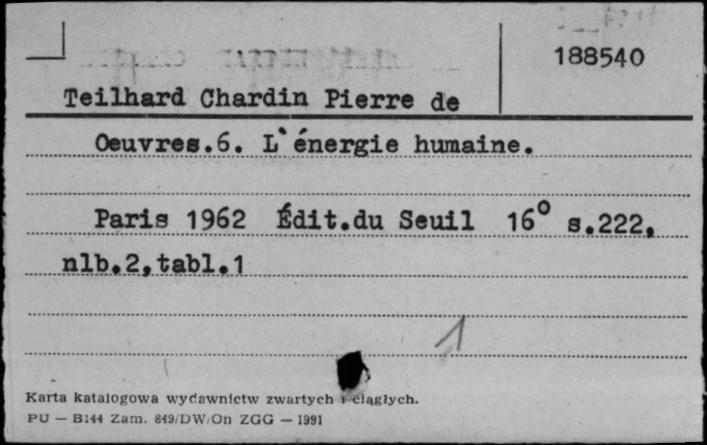 188540
Teilhard Chardin Pierre de
Oeuvres.6. L`énergie humaine.
Paris 1962 Édit.du Seuil 16° s.222,
nlb.2,tabl.1
1
Karta katalogowa wydawnictw zwartych i ciągłych.
PU — B144 Zam. 849/DW/On ZGG — 1991